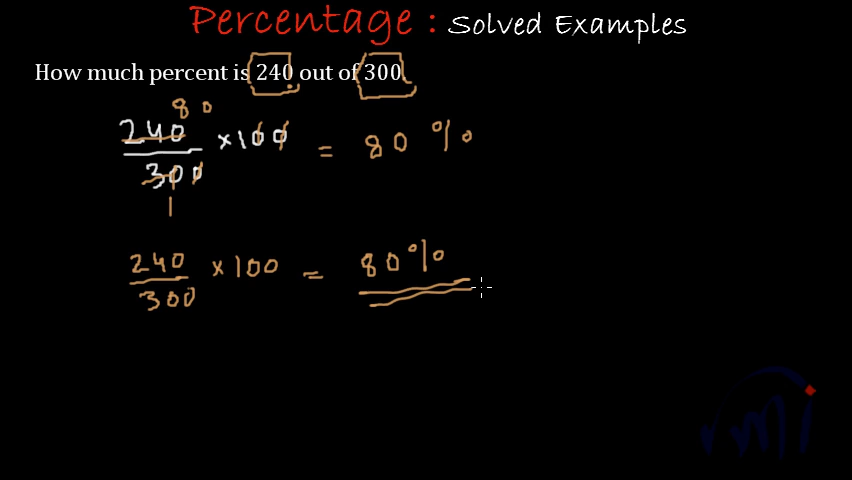 Percentage : Solved Examples
How much percent is 240 out of 300
80
240
× 100 = 80 %
300
1
240
× 100 = 80%
300